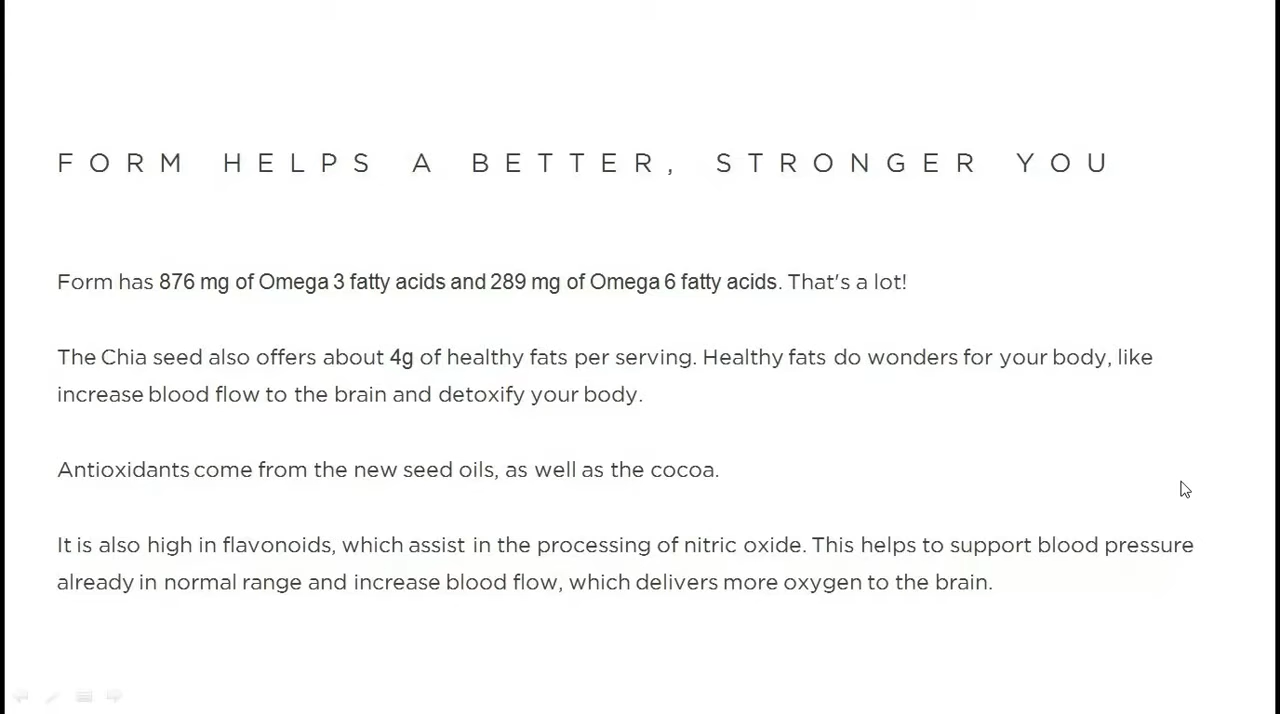 FORM HELPS A BETTER, STRONGER YOU
Form has 876 mg of Omega 3 fatty acids and 289 mg of Omega 6 fatty acids. That's a lot!
The Chia seed also offers about 4g of healthy fats per serving. Healthy fats do wonders for your body, like
increase blood flow to the brain and detoxify your body.
Antioxidants come from the new seed oils, as well as the cocoa.
It is also high in flavonoids, which assist in the processing of nitric oxide. This helps to support blood pressure
already in normal range and increase blood flow, which delivers more oxygen to the brain.